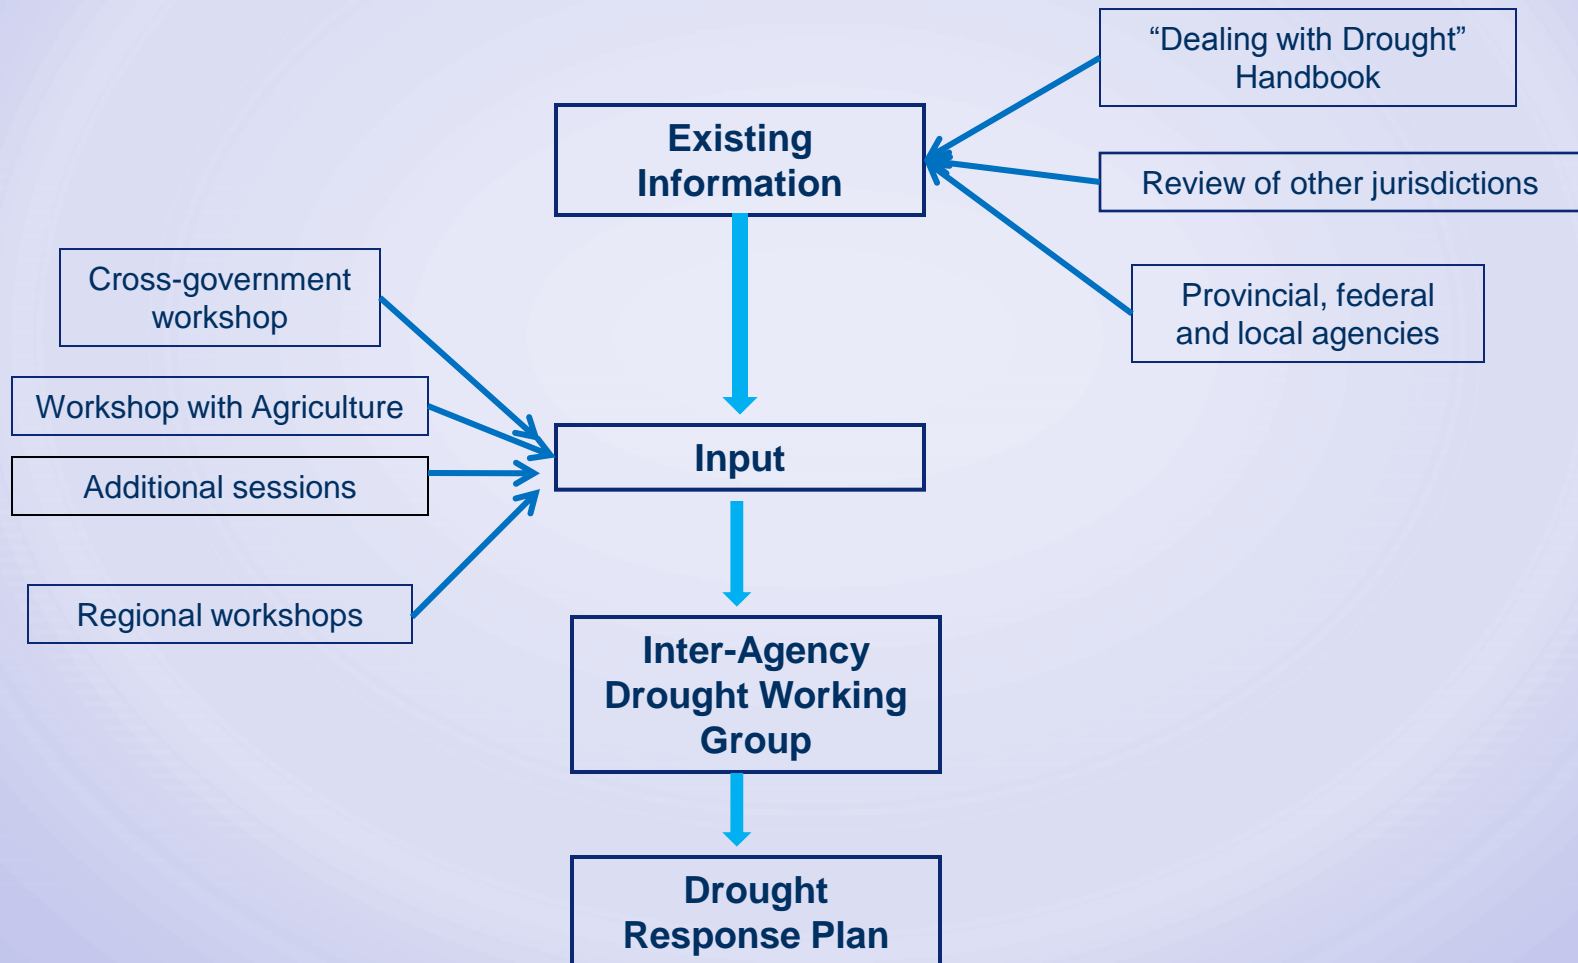 “Dealing with Drought”
Handbook
Existing
Information
Review of other jurisdictions
Provincial, federal
and local agencies
Cross-government
workshop
Workshop with Agriculture
Additional sessions
Regional workshops
Input
Inter-Agency
Drought Working
Group
Drought
Response Plan